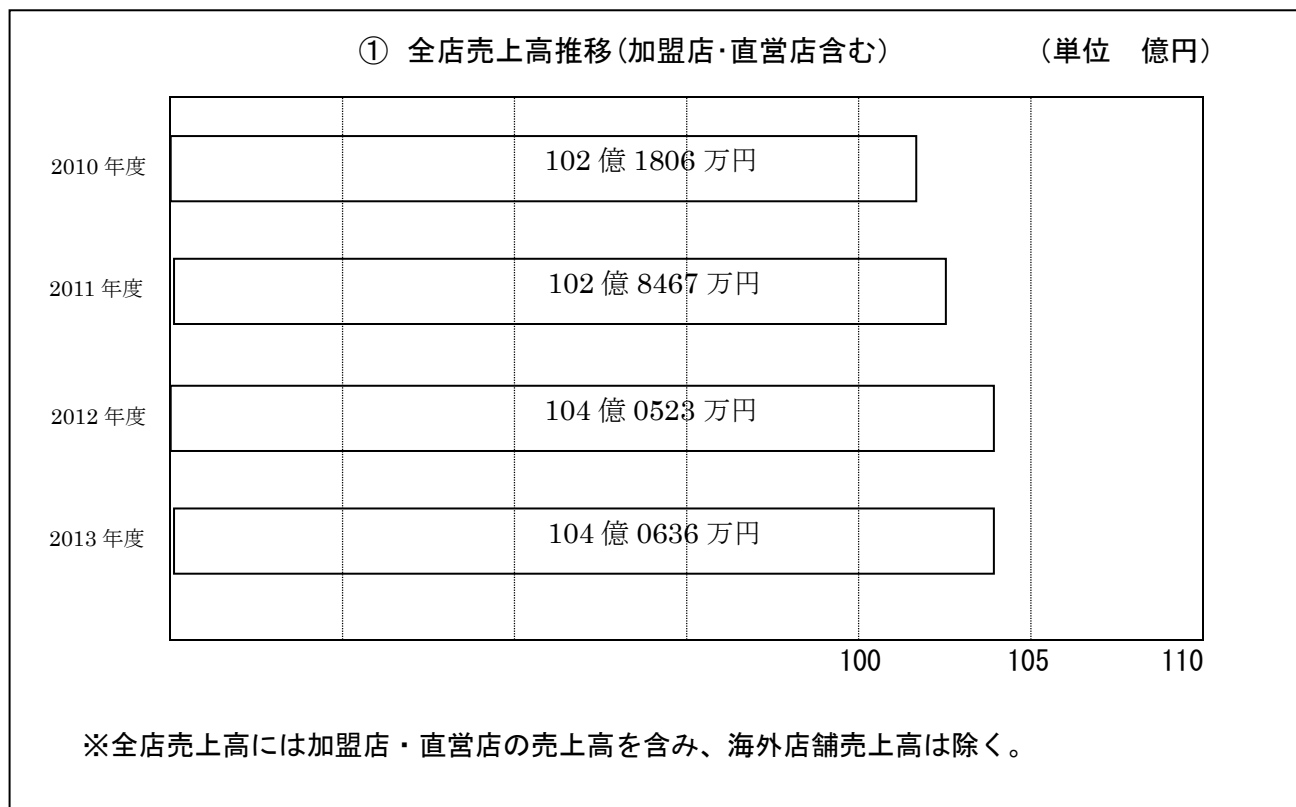 ① 全店売上高推移(加盟店・直営店含む) (単位 億円)
2010 年度 102 億 1806 万円
2011 年度 102 億 8467 万円
2012 年度 104 億 0523 万円
2013 年度 104 億 0636 万円
100 105 110
※全店売上高には加盟店・直営店の売上高を含み、海外店舗売上高は除く。